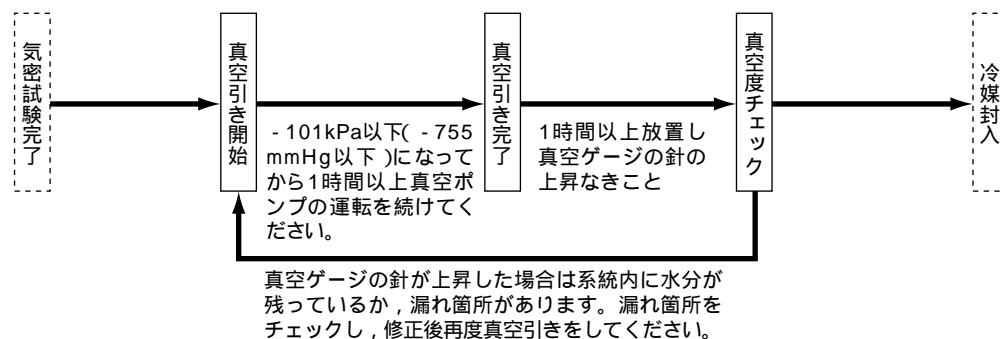 気密試験完了
真空引き開始
-101kPa以下( -755
mmHg以下 )になって
から1時間以上真空ポ
ンプの運転を続けてく
ださい。
真空引き完了
1時間以上放置し
真空ゲージの針の
上昇なきこと
真空度チェック
冷媒封入
真空ゲージの針が上昇した場合は系統内に水分が
残っているか，漏れ箇所があります。漏れ箇所を
チェックし，修正後再度真空引きをしてください。